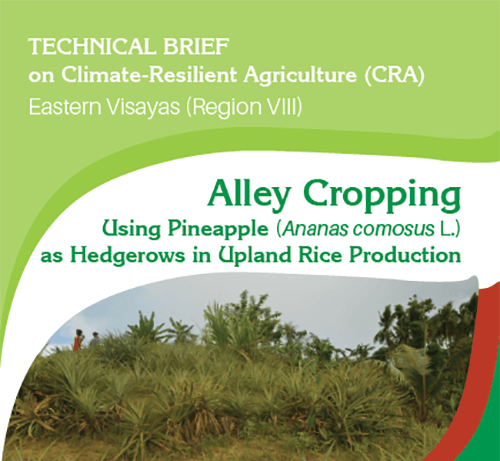 TECHNICAL BRIEF
on Climate-Resilient Agriculture (CRA)
Eastern Visayas (Region VIII)
Alley Cropping
Using Pineapple (Ananas comosus L.)
as Hedgerows in Upland Rice Production